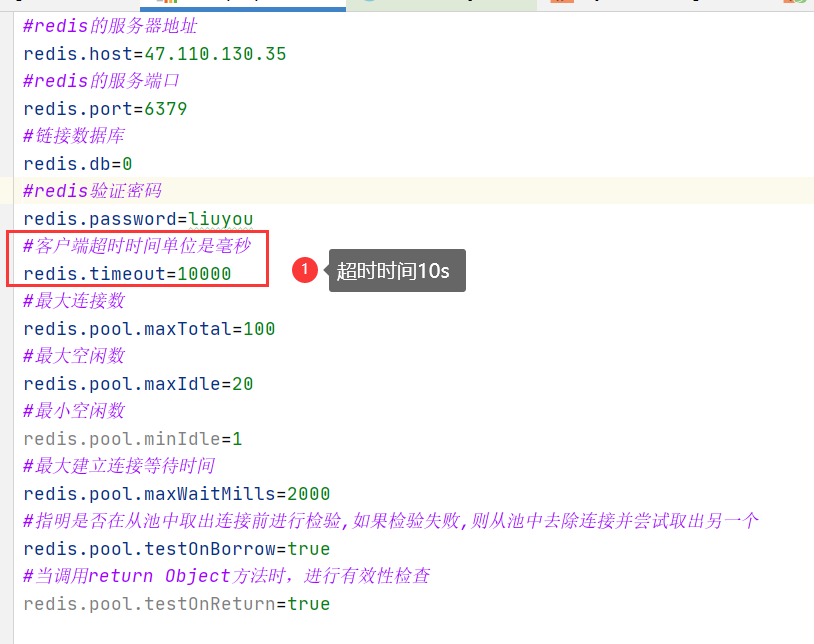 #redis的服务器地址
redis.host=47.110.130.35
#redis的服务端口
redis.port=6379
#链接数据库
redis.db=0
#redis验证密码
redis.password=liuyou
#客户端超时时间单位是毫秒
redis.timeout=10000
1 超时时间10s
#最大连接数
redis.pool.maxTotal=100
#最大空闲数
redis.pool.maxIdle=20
#最小空闲数
redis.pool.minIdle=1
#最大建立连接等待时间
redis.pool.maxWaitMills=2000
#指明是否在从池中取出连接前进行检验,如果检验失败,则从池中去除连接并尝试取出另一个
redis.pool.testOnBorrow=true
#当调用return Object方法时，进行有效性检查
redis.pool.testOnReturn=true